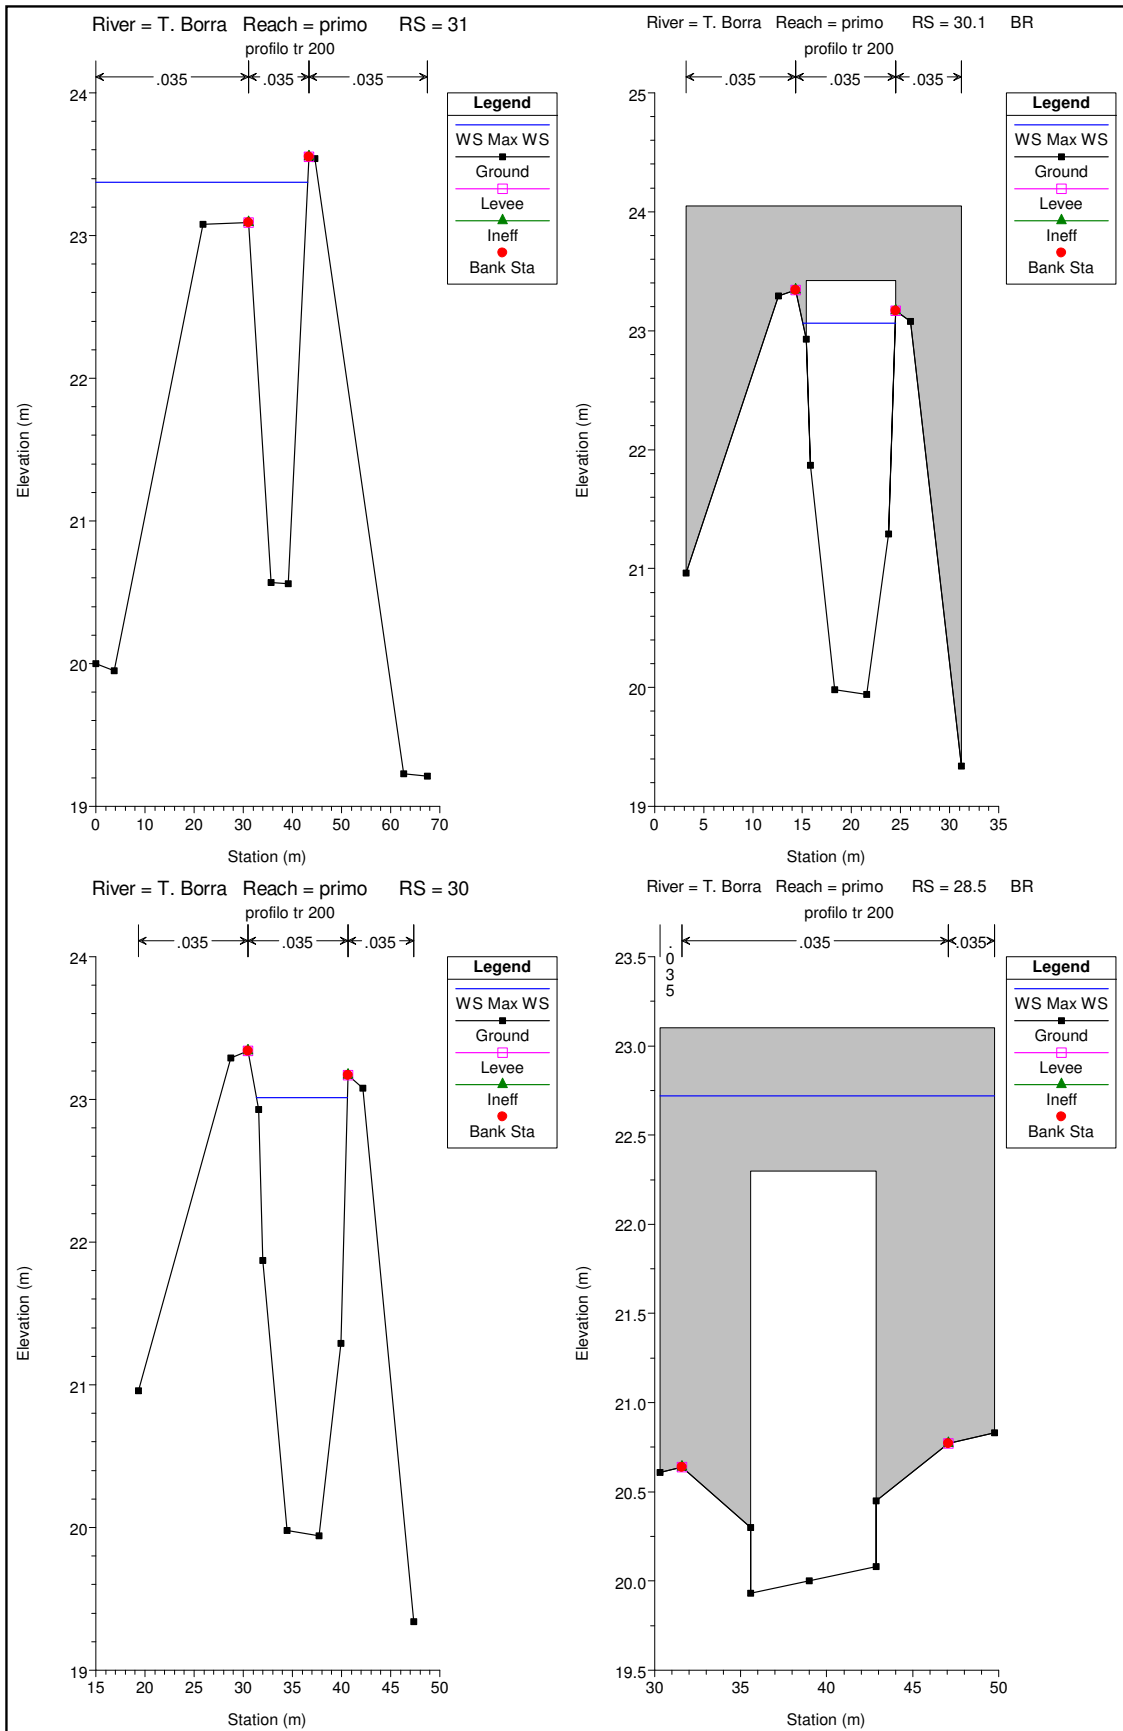 River = T. Borra Reach = primo RS = 31
profilo tr 200
.035 .035 .035
24
23
22
21
20
19
Elevation (m)
0 10 20 30 40 50 60 70
Station (m)
Legend
WS Max WS
Ground
Levee
Ineff
Bank Sta
River = T. Borra Reach = primo RS = 30.1 BR
profilo tr 200
.035 .035 .035
25
24
23
22
21
20
19
Elevation (m)
0 5 10 15 20 25 30 35
Station (m)
Legend
WS Max WS
Ground
Levee
Ineff
Bank Sta
River = T. Borra Reach = primo RS = 30
profilo tr 200
.035 .035 .035
24
23
22
21
20
19
Elevation (m)
15 20 25 30 35 40 45 50
Station (m)
Legend
WS Max WS
Ground
Levee
Ineff
Bank Sta
River = T. Borra Reach = primo RS = 28.5 BR
profilo tr 200
.035 .035 .035
23.5
23.0
22.5
22.0
21.5
21.0
20.5
20.0
19.5
Elevation (m)
30 35 40 45 50
Station (m)
Legend
WS Max WS
Ground
Levee
Ineff
Bank Sta